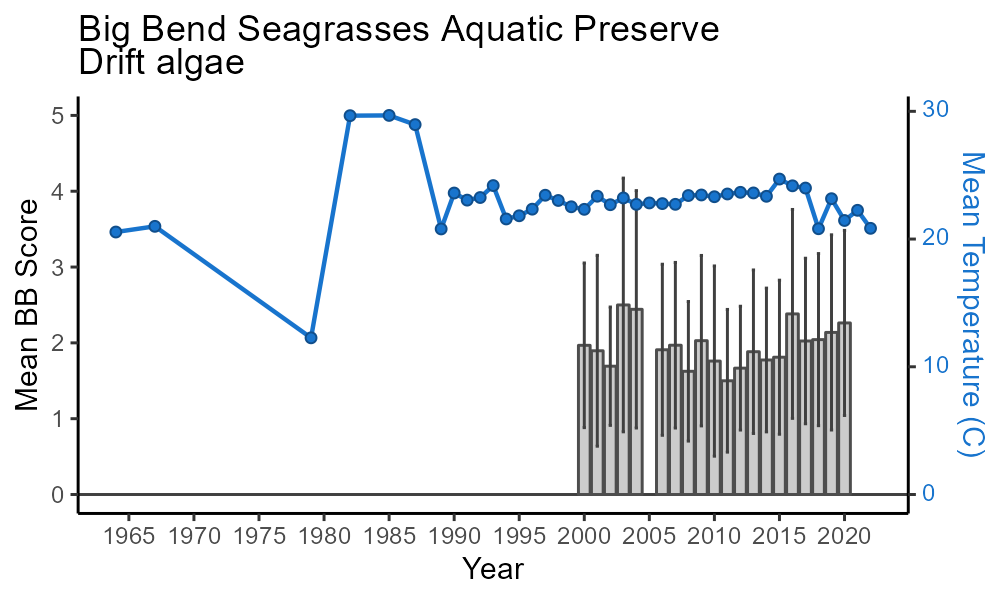 Big Bend Seagrasses Aquatic Preserve
Drift algae
Mean BB Score
5
4
3
2
1
0
30
20
10
0
Mean Temperature (C)
1965 1970 1975 1980 1985 1990 1995 2000 2005 2010 2015 2020
Year